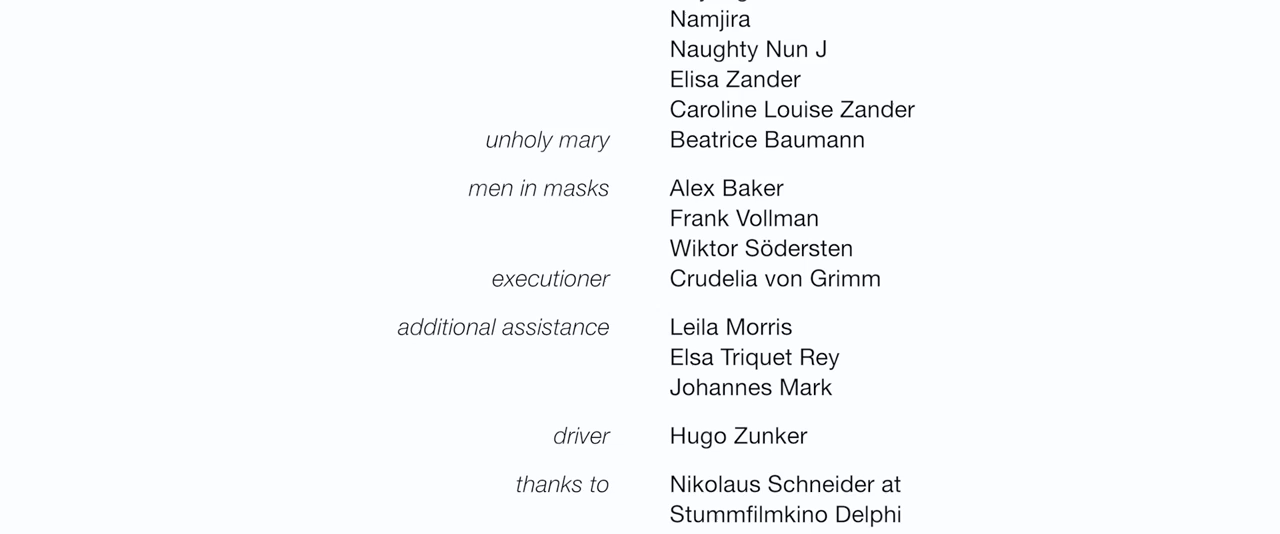 Namjira
Naughty Nun J
Elisa Zander
Caroline Louise Zander
unholy mary Beatrice Baumann
men in masks Alex Baker
Frank Vollman
Wiktor Södersten
executioner Crudelia von Grimm
additional assistance Leila Morris
Elsa Triquet Rey
Johannes Mark
driver Hugo Zunker
thanks to Nikolaus Schneider at
Stummfilmkino Delphi